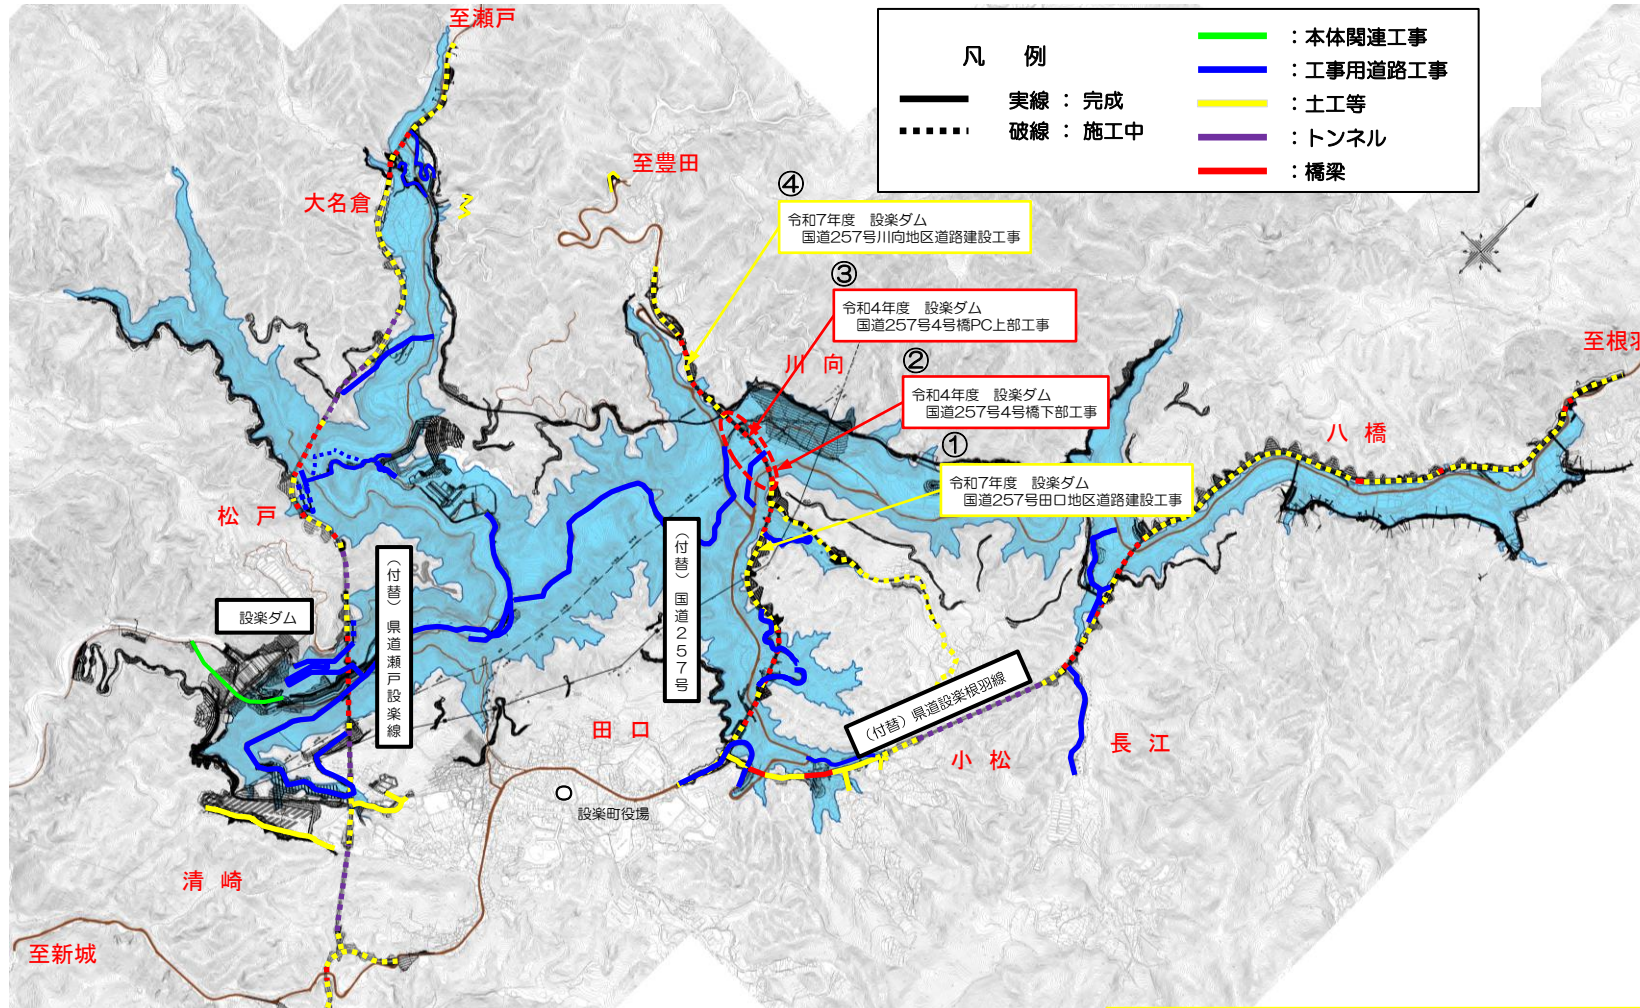 凡 例
実線 ： 完成
破線 ： 施工中
：本体関連工事
：工事用道路工事
：土工等
：トンネル
：橋梁
至瀬戸
至豊田
大名倉
④
令和7年度 設楽ダム
国道257号川向地区道路建設工事
③
令和4年度 設楽ダム
国道257号4号橋PC上部工事
川 向
②
令和4年度 設楽ダム
国道257号4号橋下部工事
①
令和7年度 設楽ダム
国道257号田口地区道路建設工事
至根羽
八 橋
松 戸
（付替）県道瀬戸設楽線
（付替）国道257号
設楽ダム
（付替）県道設楽根羽線
田 口
小 松
長 江
設楽町役場
清 崎
至新城